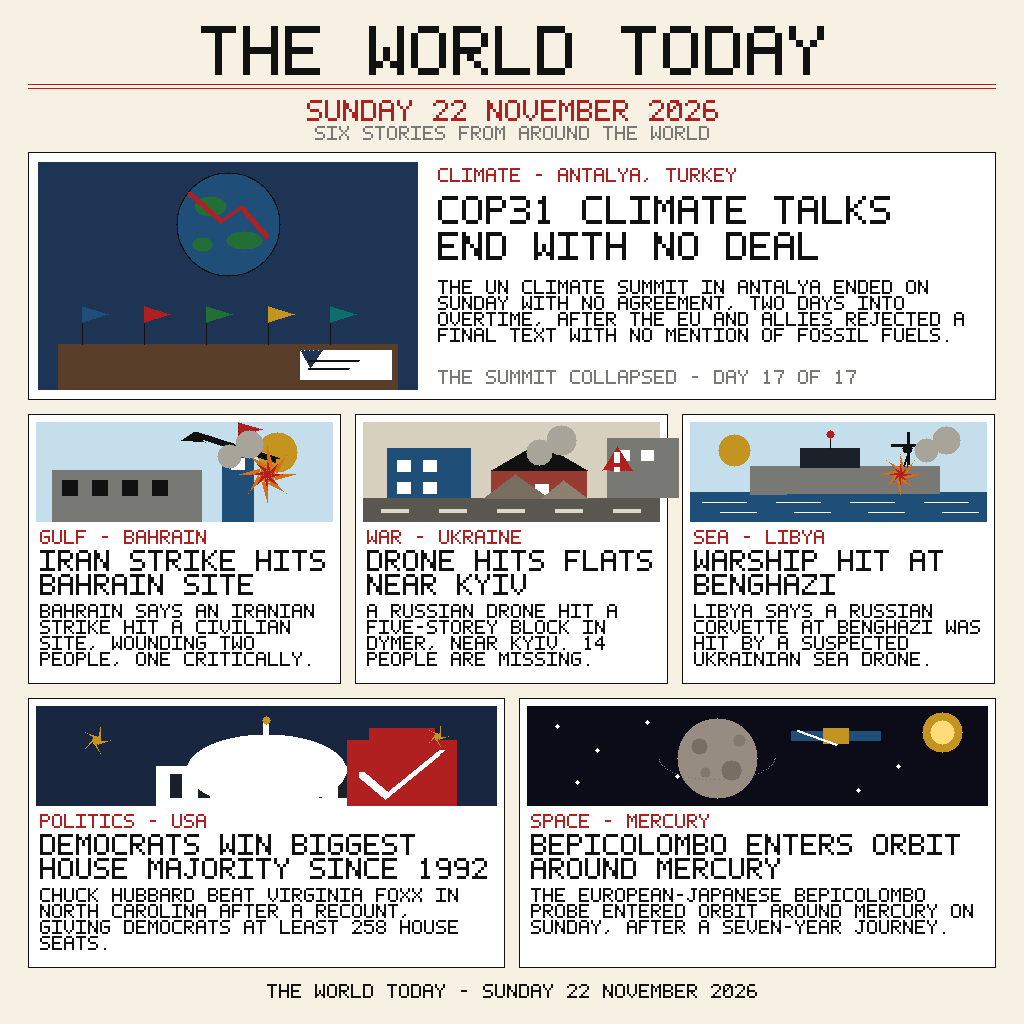 THE WORLD TODAY
SUNDAY 22 NOVEMBER 2026
SIX STORIES FROM AROUND THE WORLD
CLIMATE - ANTALYA, TURKEY
COP31 CLIMATE TALKS
END WITH NO DEAL
THE UN CLIMATE SUMMIT IN ANTALYA ENDED ON
SUNDAY WITH NO AGREEMENT, TWO DAYS INTO
OVERTIME, AFTER THE EU AND ALLIES REJECTED A
FINAL TEXT WITH NO MENTION OF FOSSIL FUELS.
THE SUMMIT COLLAPSED - DAY 17 OF 17
GULF - BAHRAIN
IRAN STRIKE HITS
BAHRAIN SITE
BAHRAIN SAYS AN IRANIAN
STRIKE HIT A CIVILIAN
SITE, WOUNDING TWO
PEOPLE, ONE CRITICALLY.
WAR - UKRAINE
DRONE HITS FLATS
NEAR KYIV
A RUSSIAN DRONE HIT A
FIVE-STOREY BLOCK IN
DYMER, NEAR KYIV. 14
PEOPLE ARE MISSING.
SEA - LIBYA
WARSHIP HIT AT
BENGHAZI
LIBYA SAYS A RUSSIAN
CORVETTE AT BENGHAZI WAS
HIT BY A SUSPECTED
UKRAINIAN SEA DRONE.
POLITICS - USA
DEMOCRATS WIN BIGGEST
HOUSE MAJORITY SINCE 1992
CHUCK HUBBARD BEAT VIRGINIA FOXX IN
NORTH CAROLINA AFTER A RECOUNT,
GIVING DEMOCRATS AT LEAST 258 HOUSE
SEATS.
SPACE - MERCURY
BEPICOLOMBO ENTERS ORBIT
AROUND MERCURY
THE EUROPEAN-JAPANESE BEPICOLOMBO
PROBE ENTERED ORBIT AROUND MERCURY ON
SUNDAY, AFTER A SEVEN-YEAR JOURNEY.
THE WORLD TODAY - SUNDAY 22 NOVEMBER 2026